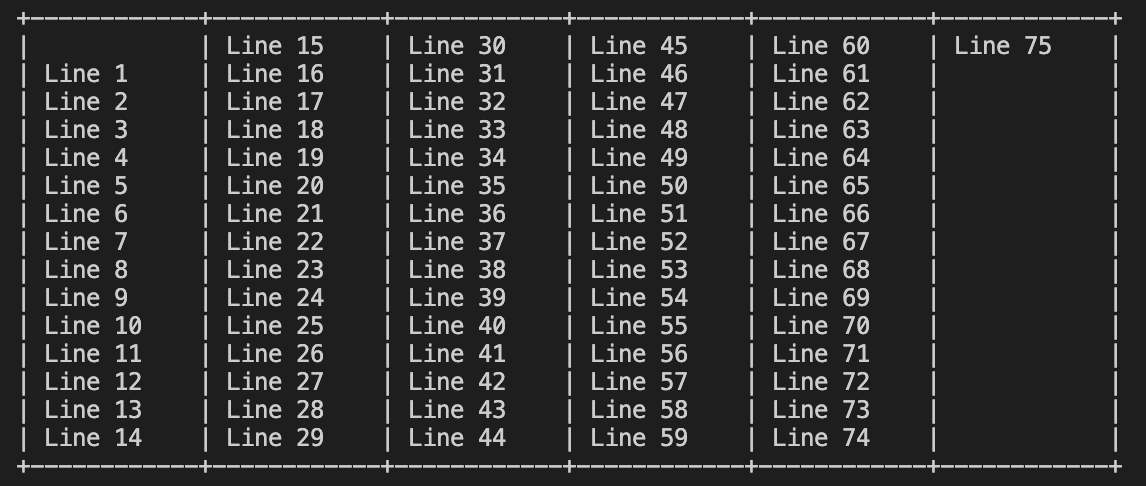 +------------+------------+------------+------------+------------+------------+
|            | Line 15    | Line 30    | Line 45    | Line 60    | Line 75    |
| Line 1     | Line 16    | Line 31    | Line 46    | Line 61    |            |
| Line 2     | Line 17    | Line 32    | Line 47    | Line 62    |            |
| Line 3     | Line 18    | Line 33    | Line 48    | Line 63    |            |
| Line 4     | Line 19    | Line 34    | Line 49    | Line 64    |            |
| Line 5     | Line 20    | Line 35    | Line 50    | Line 65    |            |
| Line 6     | Line 21    | Line 36    | Line 51    | Line 66    |            |
| Line 7     | Line 22    | Line 37    | Line 52    | Line 67    |            |
| Line 8     | Line 23    | Line 38    | Line 53    | Line 68    |            |
| Line 9     | Line 24    | Line 39    | Line 54    | Line 69    |            |
| Line 10    | Line 25    | Line 40    | Line 55    | Line 70    |            |
| Line 11    | Line 26    | Line 41    | Line 56    | Line 71    |            |
| Line 12    | Line 27    | Line 42    | Line 57    | Line 72    |            |
| Line 13    | Line 28    | Line 43    | Line 58    | Line 73    |            |
| Line 14    | Line 29    | Line 44    | Line 59    | Line 74    |            |
+------------+------------+------------+------------+------------+------------+